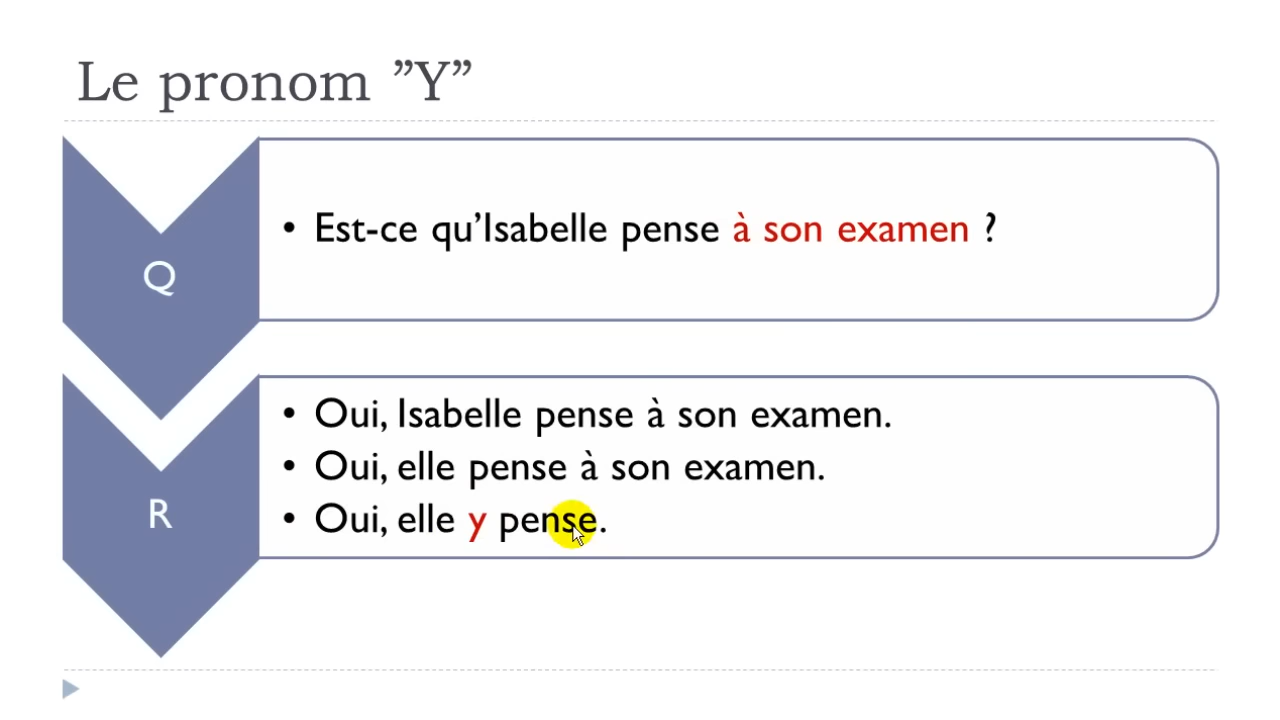 Le pronom ”Y”
Q
• Est-ce qu’Isabelle pense à son examen ?
R
• Oui, Isabelle pense à son examen.
• Oui, elle pense à son examen.
• Oui, elle y pense.